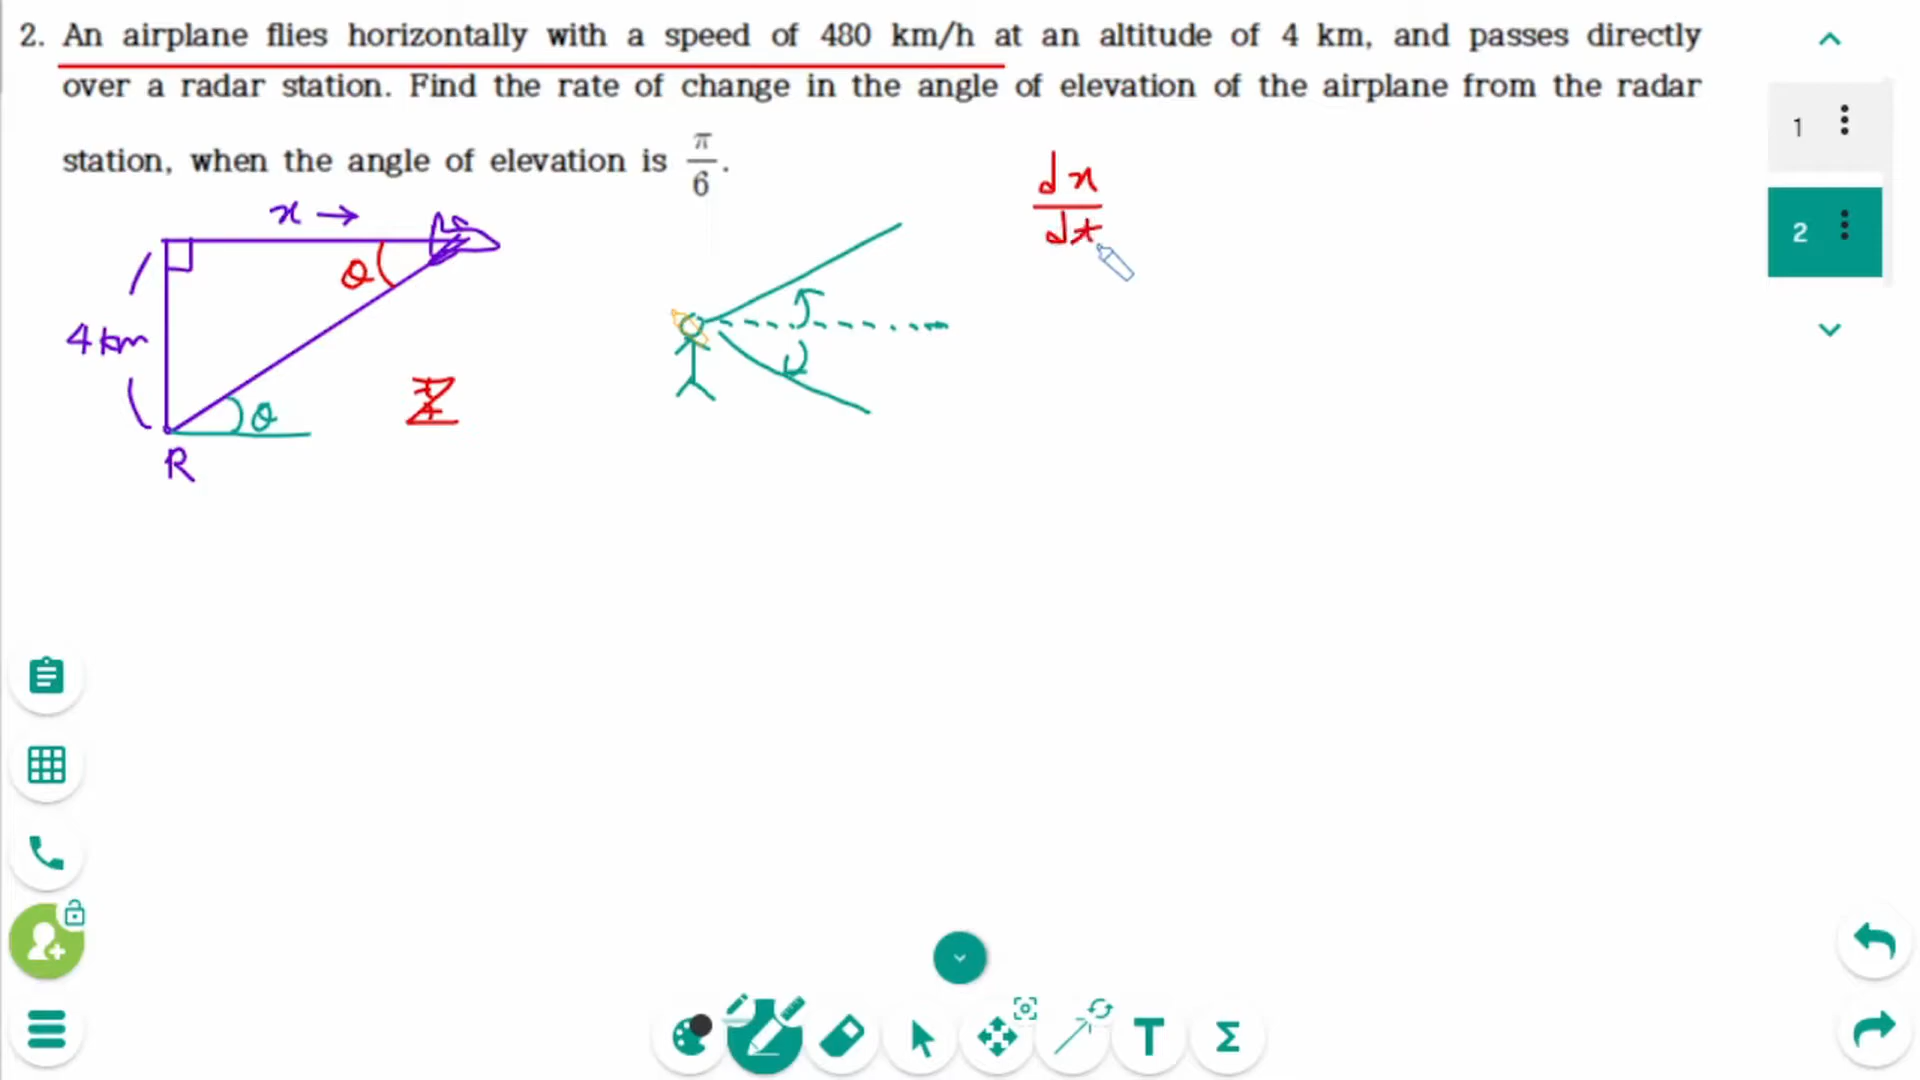 2. An airplane flies horizontally with a speed of 480 km/h at an altitude of 4 km, and passes directly
over a radar station. Find the rate of change in the angle of elevation of the airplane from the radar
station, when the angle of elevation is π/6.
dx/dt
x →
θ
4km
θ
R
1
2
T
Σ